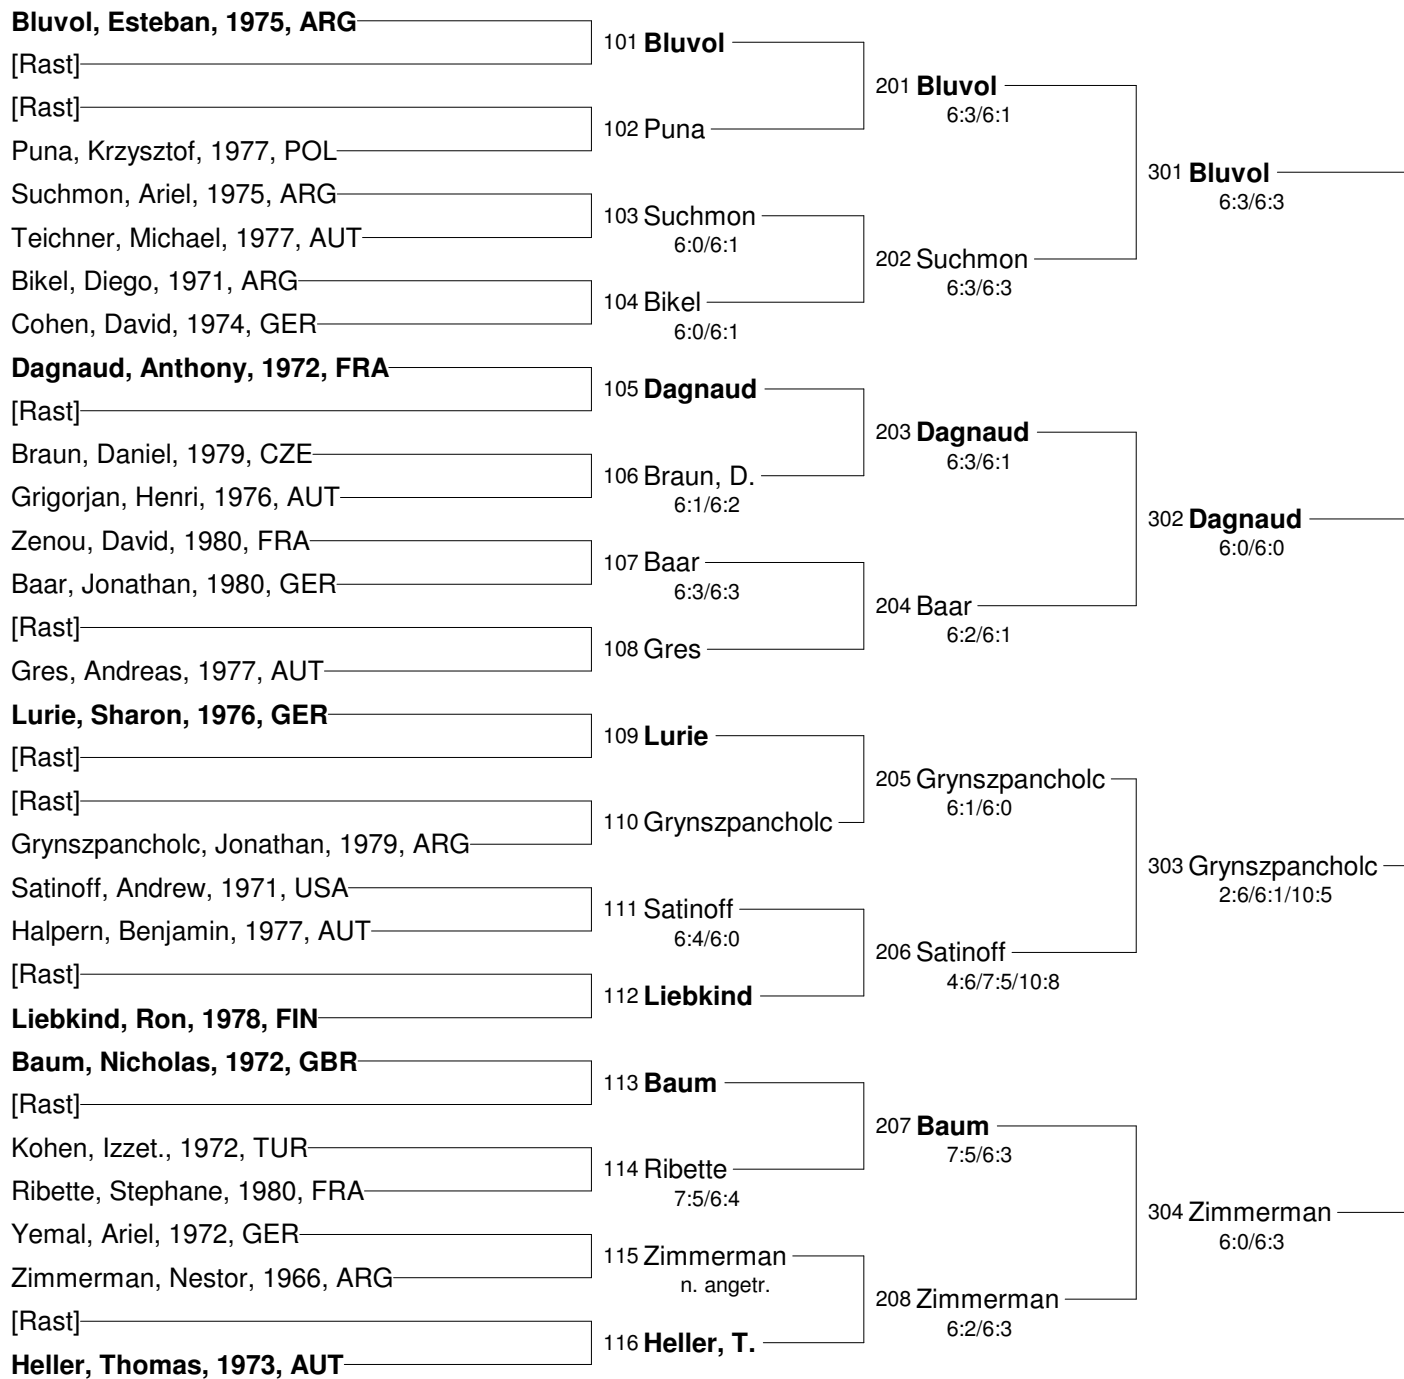 Bluvol, Esteban, 1975, ARG
[Rast]
[Rast]
Puna, Krzysztof, 1977, POL
Suchmon, Ariel, 1975, ARG
Teichner, Michael, 1977, AUT
Bikel, Diego, 1971, ARG
Cohen, David, 1974, GER
Dagnaud, Anthony, 1972, FRA
[Rast]
Braun, Daniel, 1979, CZE
Grigorjan, Henri, 1976, AUT
Zenou, David, 1980, FRA
Baar, Jonathan, 1980, GER
[Rast]
Gres, Andreas, 1977, AUT
Lurie, Sharon, 1976, GER
[Rast]
[Rast]
Grynszpancholc, Jonathan, 1979, ARG
Satinoff, Andrew, 1971, USA
Halpern, Benjamin, 1977, AUT
[Rast]
Liebkind, Ron, 1978, FIN
Baum, Nicholas, 1972, GBR
[Rast]
Kohen, Izzet., 1972, TUR
Ribette, Stephane, 1980, FRA
Yemal, Ariel, 1972, GER
Zimmerman, Nestor, 1966, ARG
[Rast]
Heller, Thomas, 1973, AUT
101 Bluvol
102 Puna
103 Suchmon
6:0/6:1
104 Bikel
6:0/6:1
105 Dagnaud
106 Braun, D.
6:1/6:2
107 Baar
6:3/6:3
108 Gres
109 Lurie
110 Grynszpancholc
111 Satinoff
6:4/6:0
112 Liebkind
113 Baum
114 Ribette
7:5/6:4
115 Zimmerman
n. angetr.
116 Heller, T.
201 Bluvol
6:3/6:1
202 Suchmon
6:3/6:3
203 Dagnaud
6:3/6:1
204 Baar
6:2/6:1
205 Grynszpancholc
6:1/6:0
206 Satinoff
4:6/7:5/10:8
207 Baum
7:5/6:3
208 Zimmerman
6:2/6:3
301 Bluvol
6:3/6:3
302 Dagnaud
6:0/6:0
303 Grynszpancholc
2:6/6:1/10:5
304 Zimmerman
6:0/6:3